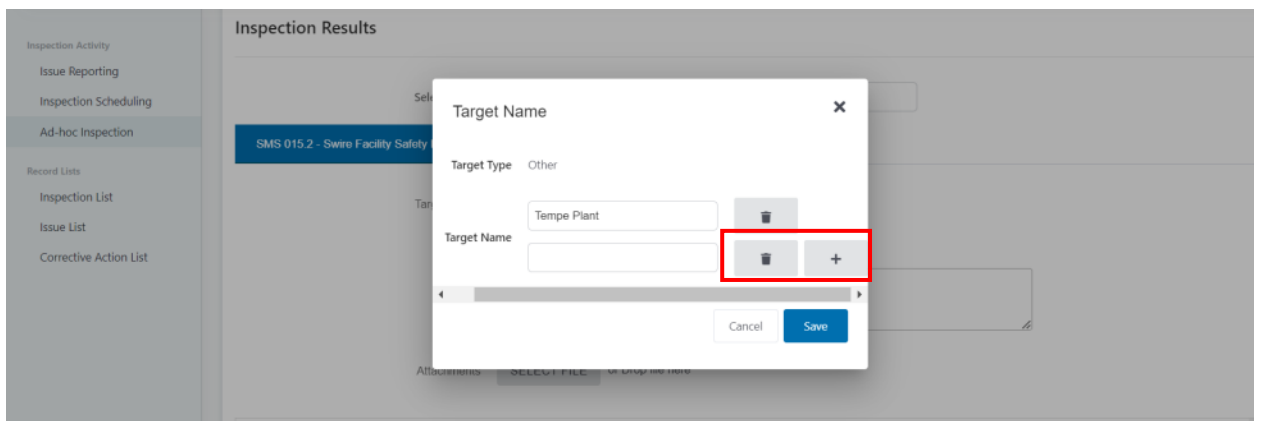 Inspection Results
Inspection Activity
Issue Reporting
Inspection Scheduling
Ad-hoc Inspection
Record Lists
Inspection List
Issue List
Corrective Action List
SMS 015.2 - Swire Facility Safety
Target Name
Target Type Other
Target Name
Tempe Plant
Cancel Save
Attachments SELECT FILE or Drop file here